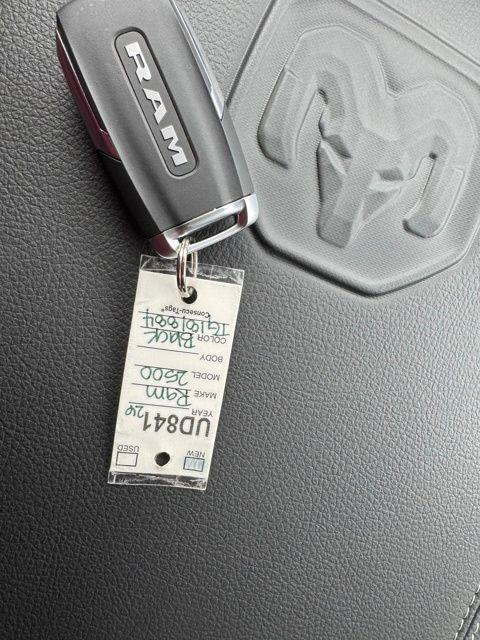 RAM
NEW USED
UD841
YEAR
MAKE Ram
MODEL 2500
BODY
COLOR Black
Consecu-Tags®